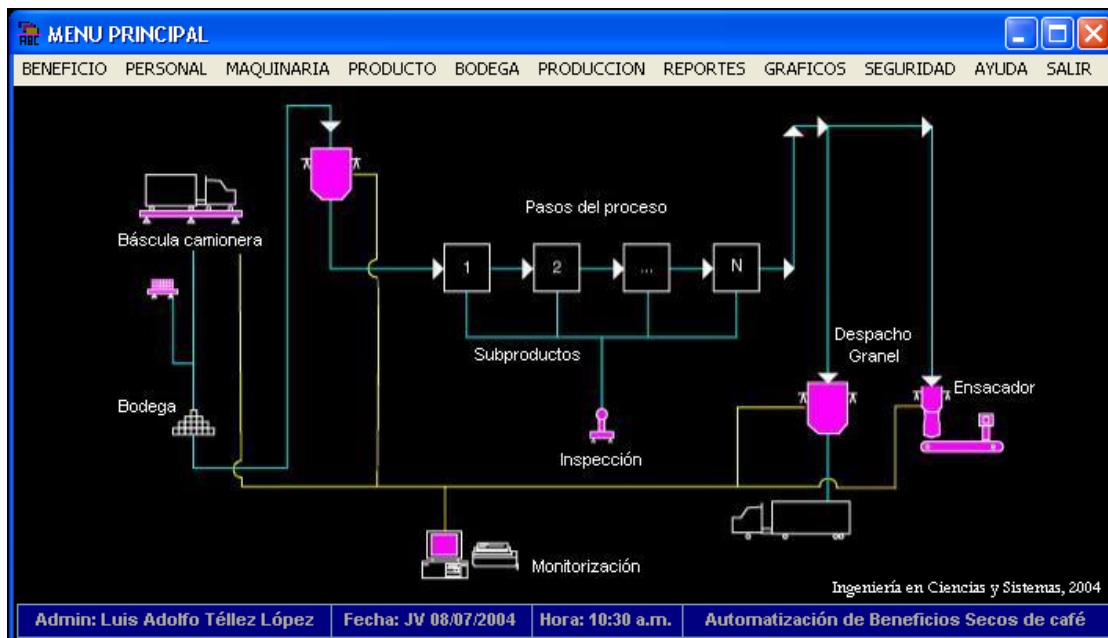 MENU PRINCIPAL
BENEFICIO PERSONAL MAQUINARIA PRODUCTO BODEGA PRODUCCION REPORTES GRAFICOS SEGURIDAD AYUDA SALIR
Pasos del proceso
Báscula camionera
1 2 ... N
Despacho
Granel
Subproductos
Ensacador
Bodega
Inspección
Monitorización
Ingeniería en Ciencias y Sistemas, 2004
Admin: Luis Adolfo Téllez López Fecha: JV 08/07/2004 Hora: 10:30 a.m. Automatización de Beneficios Secos de café